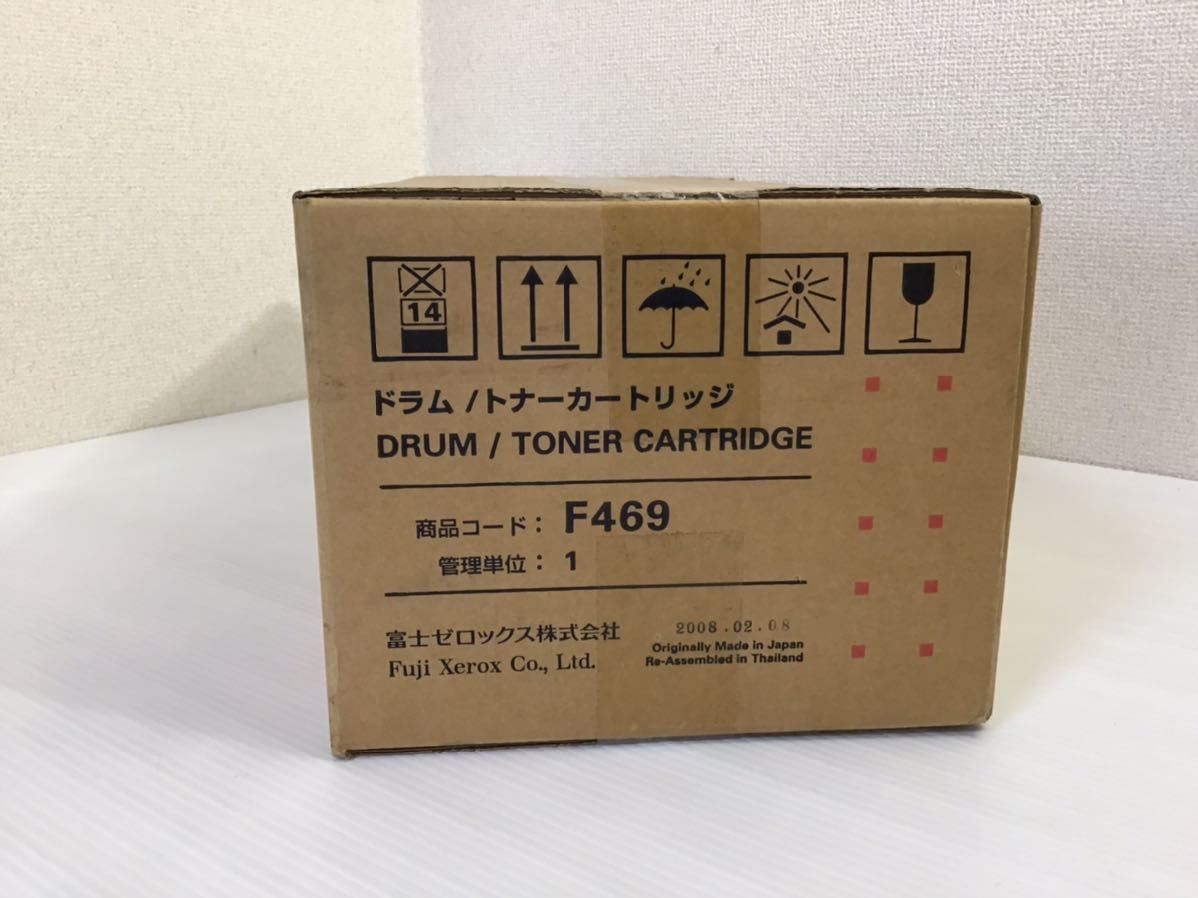 14
ドラム /トナーカートリッジ
DRUM / TONER CARTRIDGE
商品コード： F469
管理単位： 1
富士ゼロックス株式会社
Fuji Xerox Co., Ltd.
2008.02.08
Originally Made in Japan
Re-Assembled in Thailand